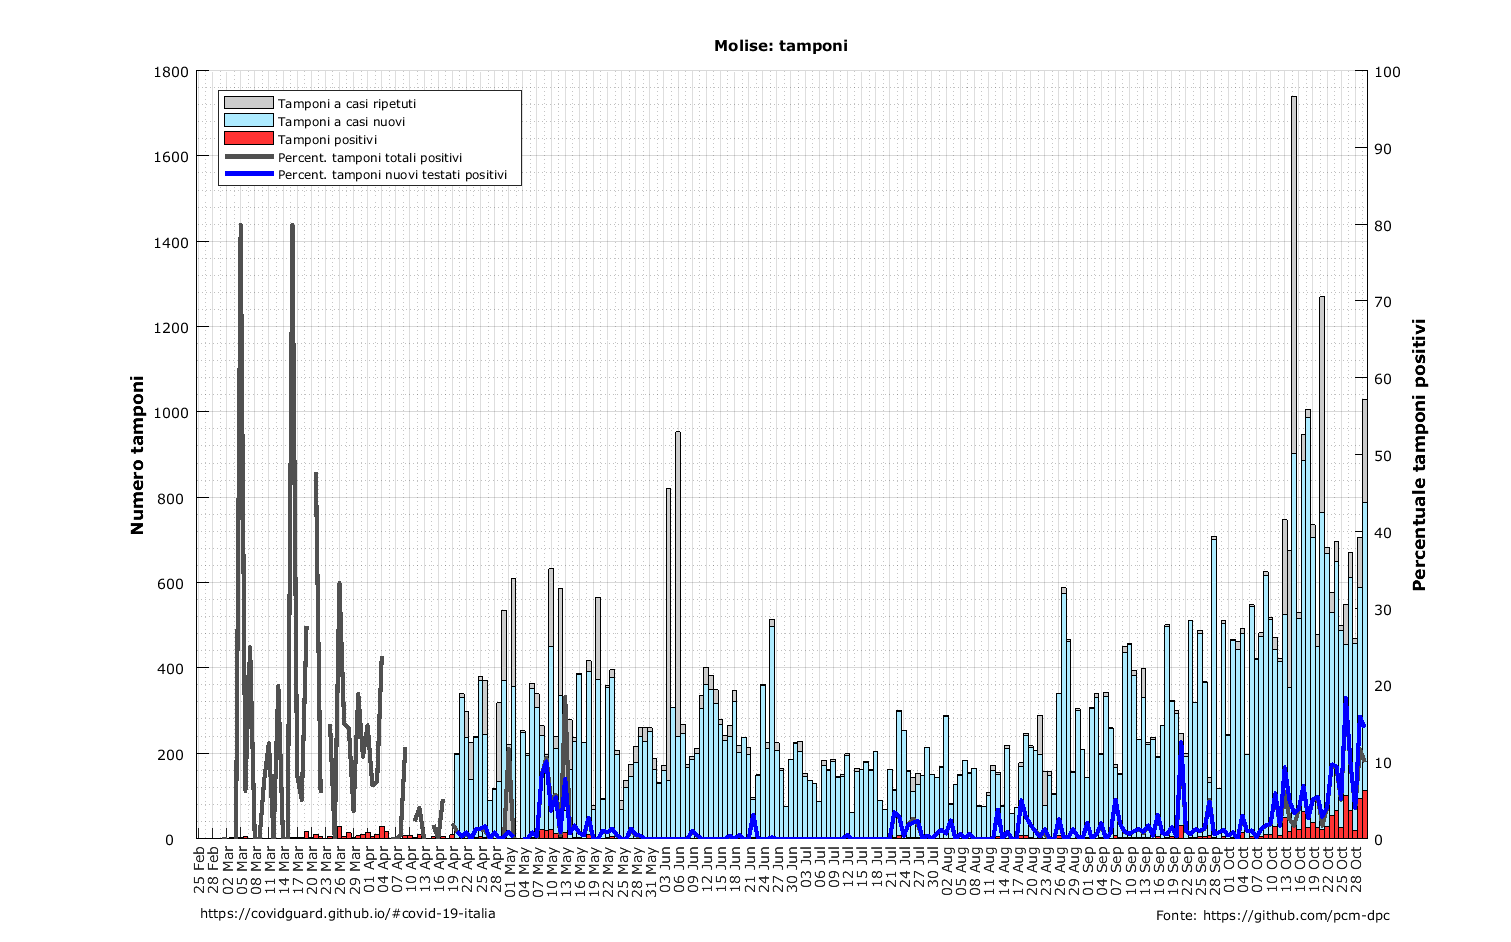 Molise: tamponi
1800
1600
1400
1200
1000
800
600
400
200
0
Numero tamponi
Tamponi a casi ripetuti
Tamponi a casi nuovi
Tamponi positivi
Percent. tamponi totali positivi
Percent. tamponi nuovi testati positivi
100
90
80
70
60
50
40
30
20
10
0
Percentuale tamponi positivi
25 Feb
28 Feb
02 Mar
05 Mar
08 Mar
11 Mar
14 Mar
17 Mar
20 Mar
23 Mar
26 Mar
29 Mar
01 Apr
04 Apr
07 Apr
10 Apr
13 Apr
16 Apr
19 Apr
22 Apr
25 Apr
28 Apr
01 May
04 May
07 May
10 May
13 May
16 May
19 May
22 May
25 May
28 May
31 May
03 Jun
06 Jun
09 Jun
12 Jun
15 Jun
18 Jun
21 Jun
24 Jun
27 Jun
30 Jun
03 Jul
06 Jul
09 Jul
12 Jul
15 Jul
18 Jul
21 Jul
24 Jul
27 Jul
30 Jul
02 Aug
05 Aug
08 Aug
11 Aug
14 Aug
17 Aug
20 Aug
23 Aug
26 Aug
29 Aug
01 Sep
04 Sep
07 Sep
10 Sep
13 Sep
16 Sep
19 Sep
22 Sep
25 Sep
28 Sep
01 Oct
04 Oct
07 Oct
10 Oct
13 Oct
16 Oct
19 Oct
22 Oct
25 Oct
28 Oct
https://covidguard.github.io/#covid-19-italia
Fonte: https://github.com/pcm-dpc